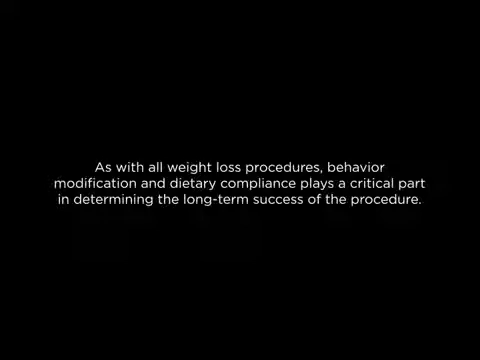 As with all weight loss procedures, behavior
modification and dietary compliance plays a critical part
in determining the long-term success of the procedure.